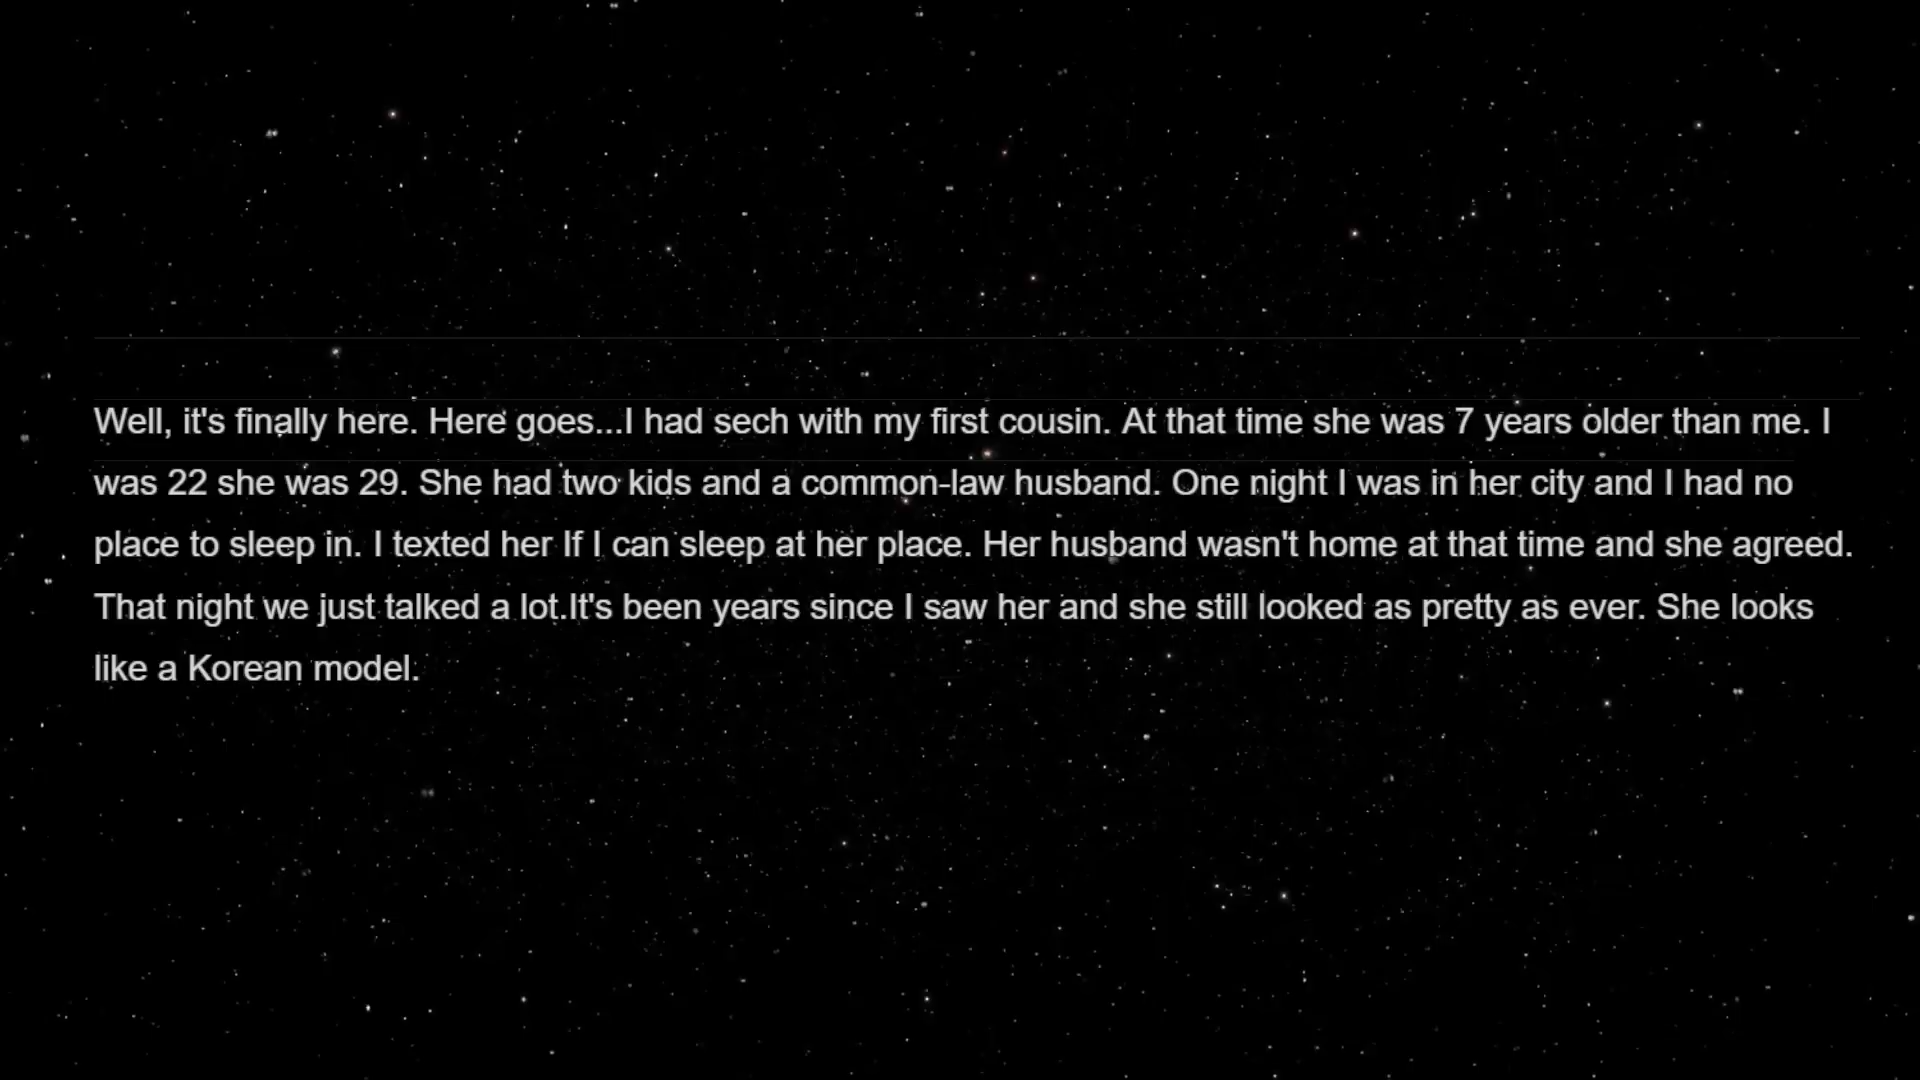 Well, it's finally here. Here goes...I had sech with my first cousin. At that time she was 7 years older than me. I
was 22 she was 29. She had two kids and a common-law husband. One night I was in her city and I had no
place to sleep in. I texted her If I can sleep at her place. Her husband wasn't home at that time and she agreed.
That night we just talked a lot.It's been years since I saw her and she still looked as pretty as ever. She looks
like a Korean model.